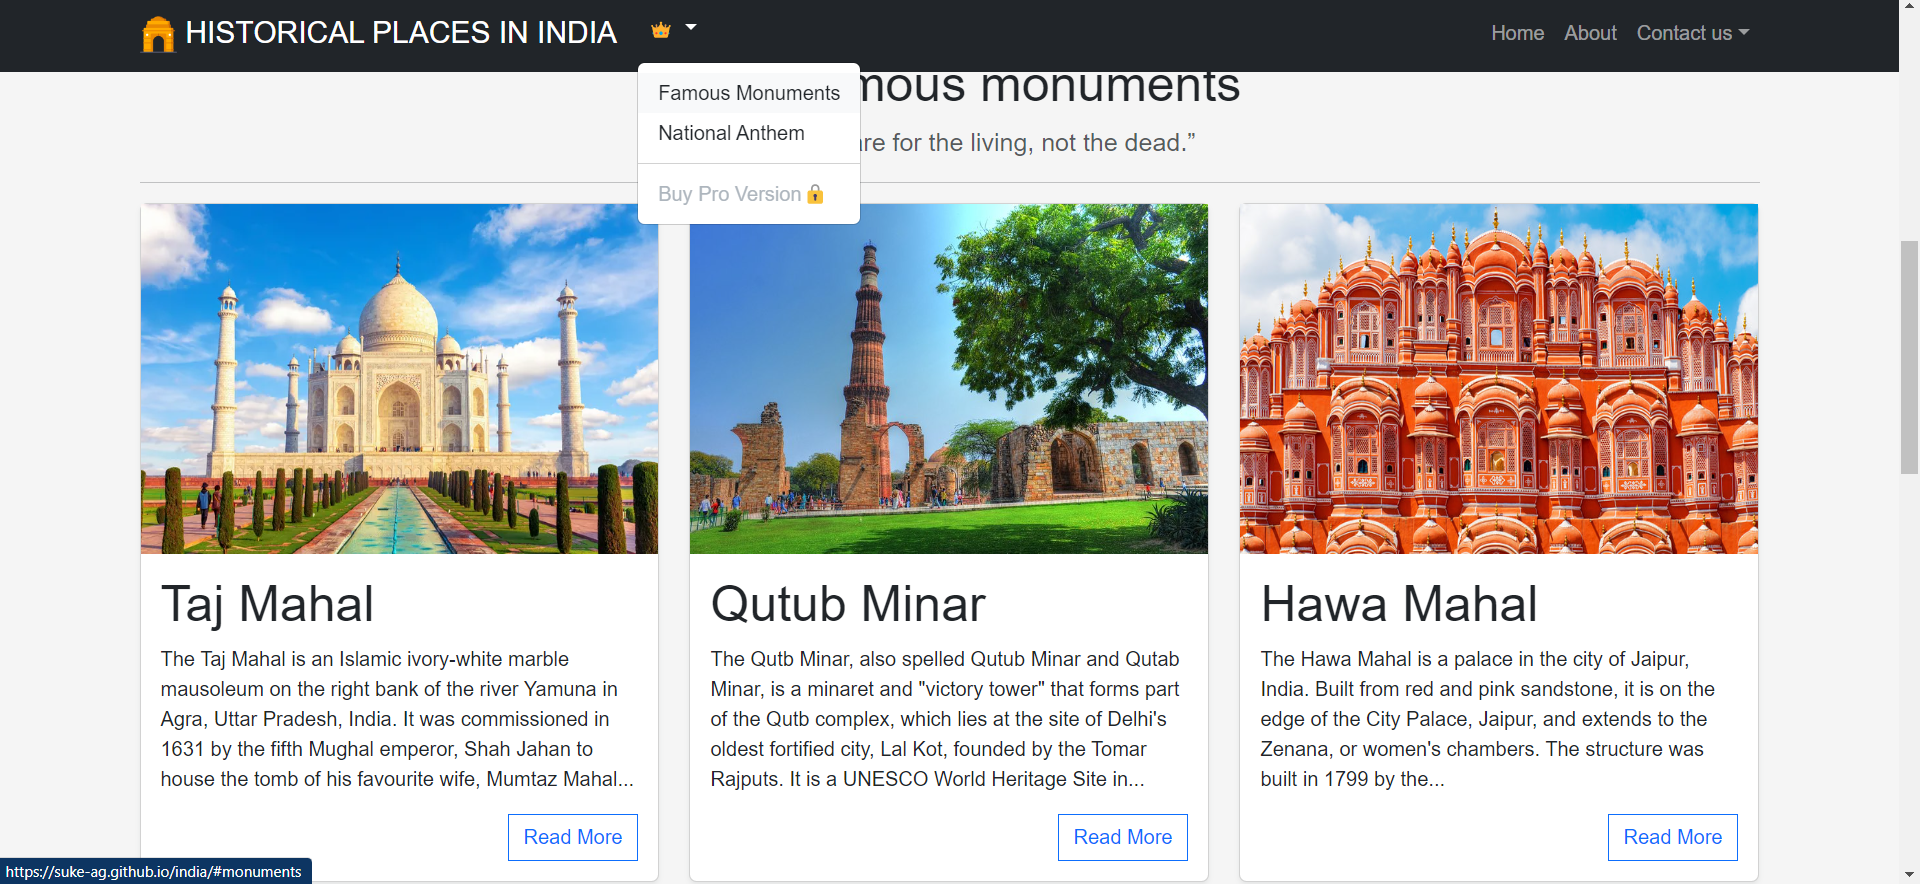 HISTORICAL PLACES IN INDIA
Home About Contact us
Famous Monuments
National Anthem
Buy Pro Version
mous monuments
are for the living, not the dead.”
Taj Mahal
The Taj Mahal is an Islamic ivory-white marble
mausoleum on the right bank of the river Yamuna in
Agra, Uttar Pradesh, India. It was commissioned in
1631 by the fifth Mughal emperor, Shah Jahan to
house the tomb of his favourite wife, Mumtaz Mahal...
Read More
Qutub Minar
The Qutb Minar, also spelled Qutub Minar and Qutab
Minar, is a minaret and "victory tower" that forms part
of the Qutb complex, which lies at the site of Delhi's
oldest fortified city, Lal Kot, founded by the Tomar
Rajputs. It is a UNESCO World Heritage Site in...
Read More
Hawa Mahal
The Hawa Mahal is a palace in the city of Jaipur,
India. Built from red and pink sandstone, it is on the
edge of the City Palace, Jaipur, and extends to the
Zenana, or women's chambers. The structure was
built in 1799 by the...
Read More
https://suke-ag.github.io/india/#monuments